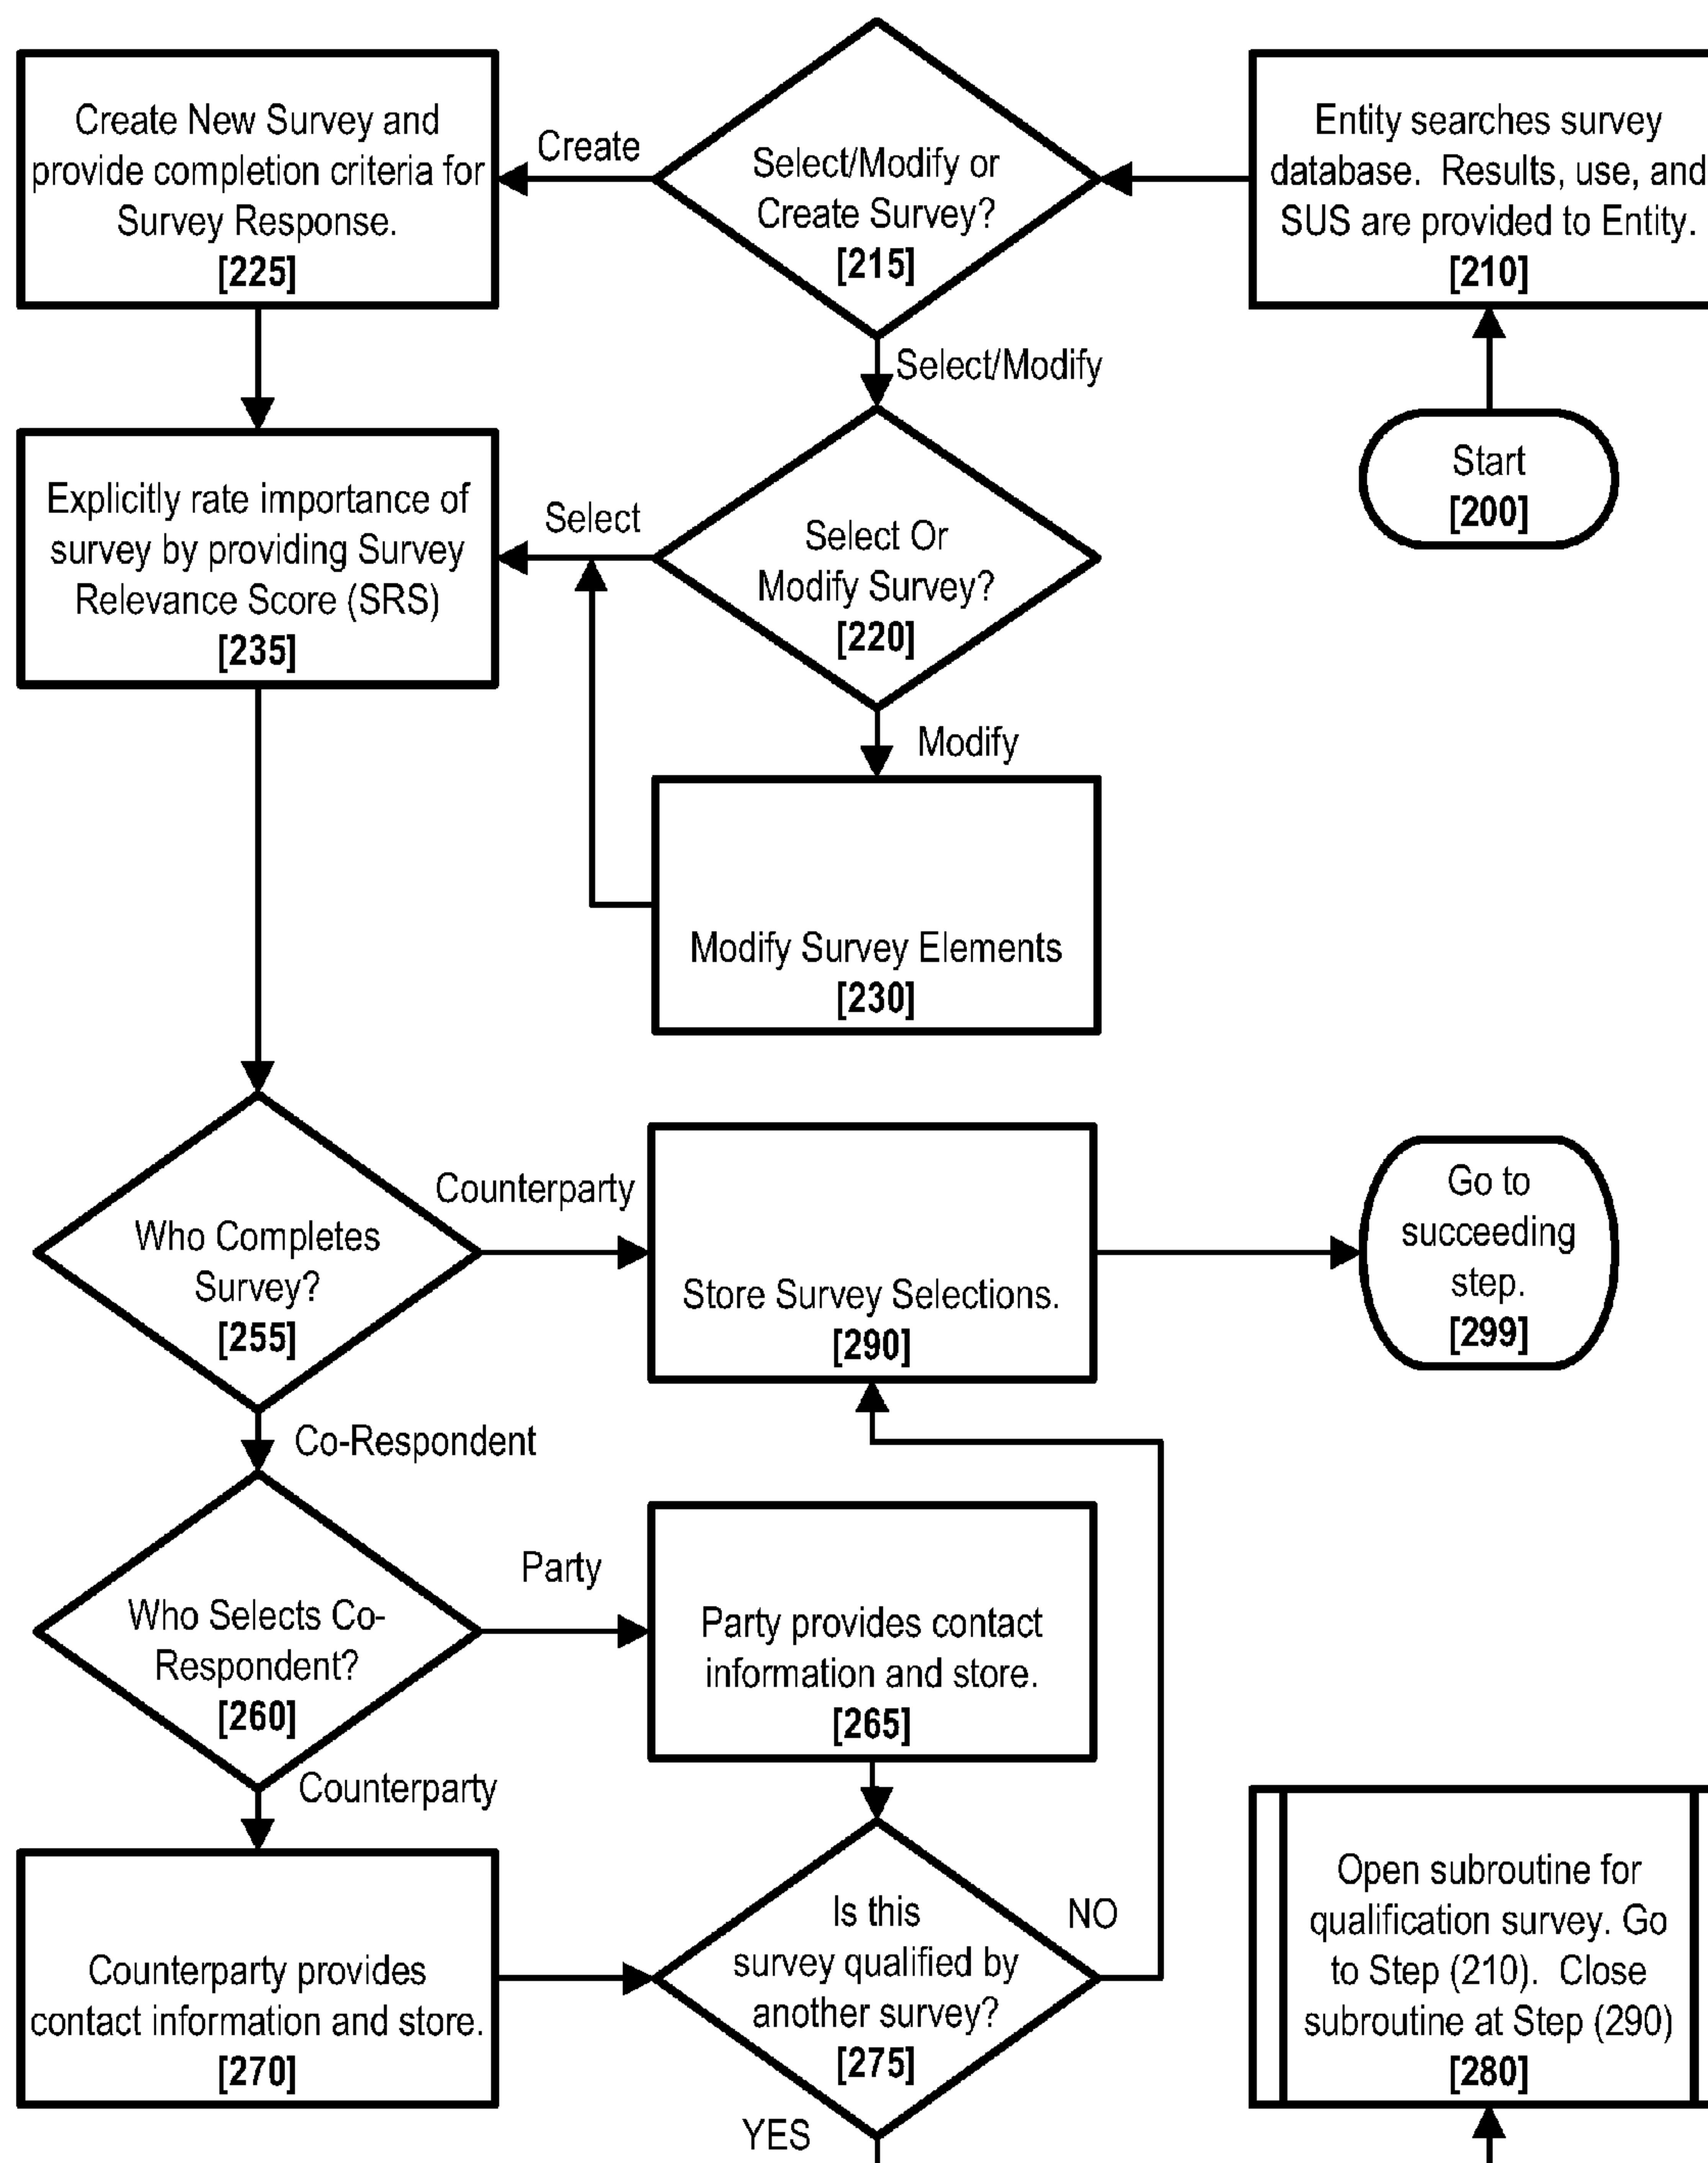 Create New Survey and
provide completion criteria for
Survey Response.
[225]
Create
Select/Modify or
Create Survey?
[215]
Entity searches survey
database. Results, use, and
SUS are provided to Entity.
[210]
Select/Modify
Start
[200]
Explicitly rate importance of
survey by providing Survey
Relevance Score (SRS)
[235]
Select
Select Or
Modify Survey?
[220]
Modify
Modify Survey Elements
[230]
Who Completes
Survey?
[255]
Counterparty
Store Survey Selections.
[290]
Go to
succeeding
step.
[299]
Co-Respondent
Who Selects Co-
Respondent?
[260]
Party
Party provides contact
information and store.
[265]
Counterparty
Counterparty provides
contact information and store.
[270]
Is this
survey qualified by
another survey?
[275]
NO
YES
Open subroutine for
qualification survey. Go
to Step (210). Close
subroutine at Step (290)
[280]